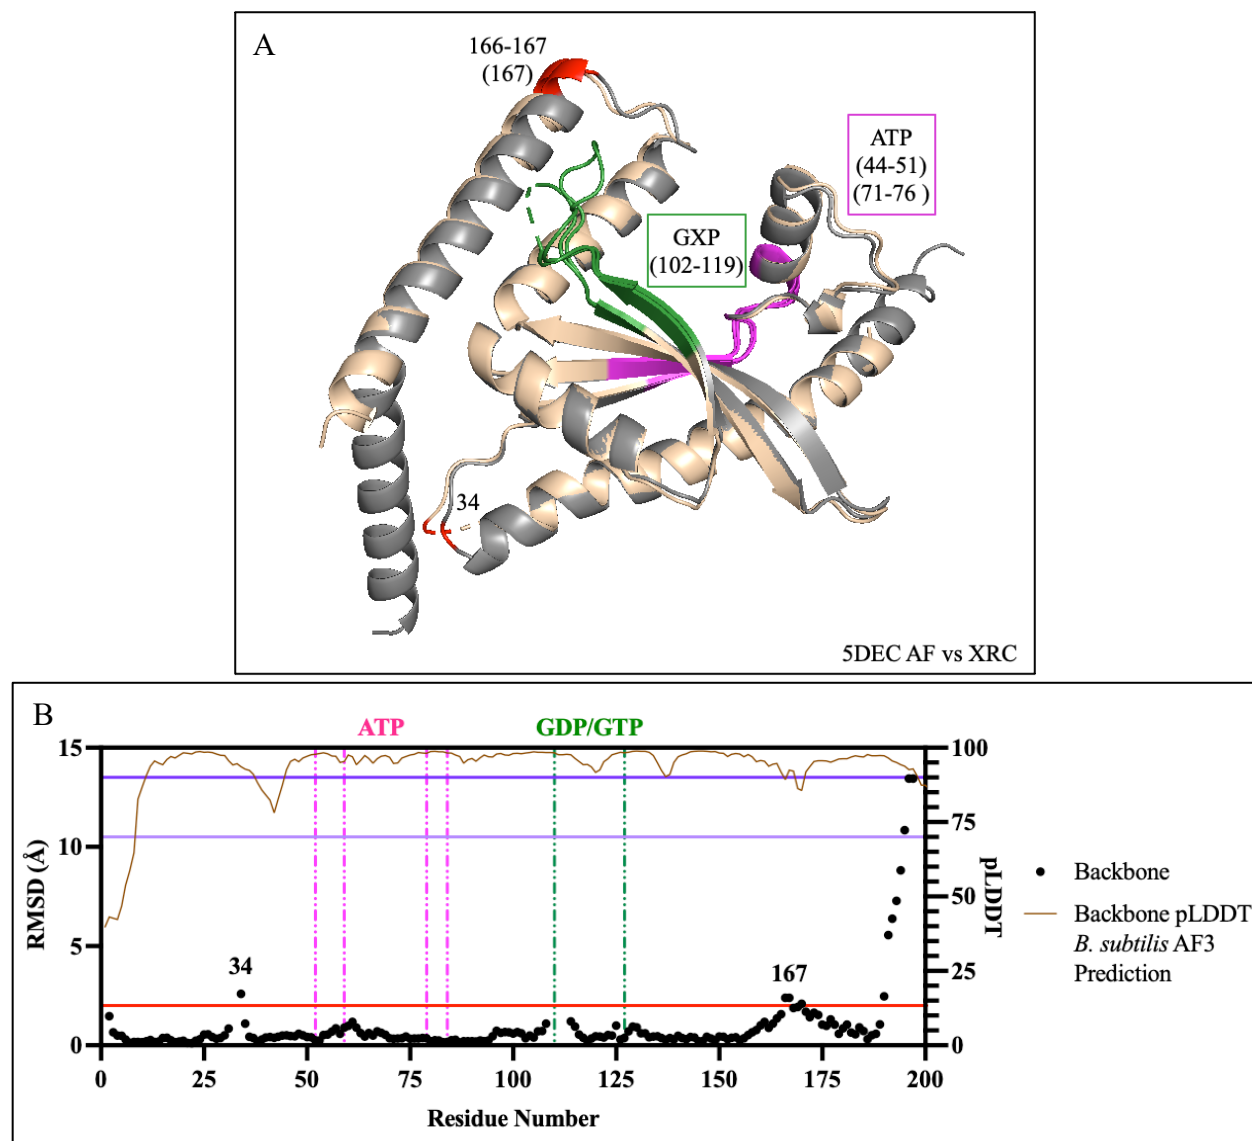 A
166-167
(167)
ATP
(44-51)
(71-76 )
GXP
(102-119)
34
5DEC AF vs XRC
B
ATP
GDP/GTP
15
10
5
0
RMSD (Å)
34
167
100
75
50
25
0
pLDDT
0
25
50
75
100
125
150
175
200
Residue Number
Backbone
Backbone pLDDT
B. subtilis AF3
Prediction